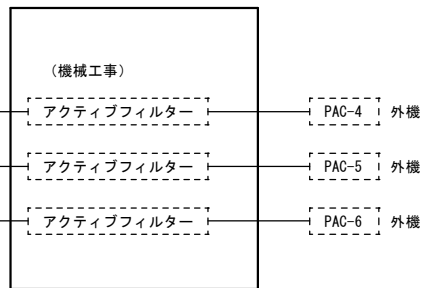 （機械工事）
アクティブフィルター PAC-4 外機
アクティブフィルター PAC-5 外機
アクティブフィルター PAC-6 外機